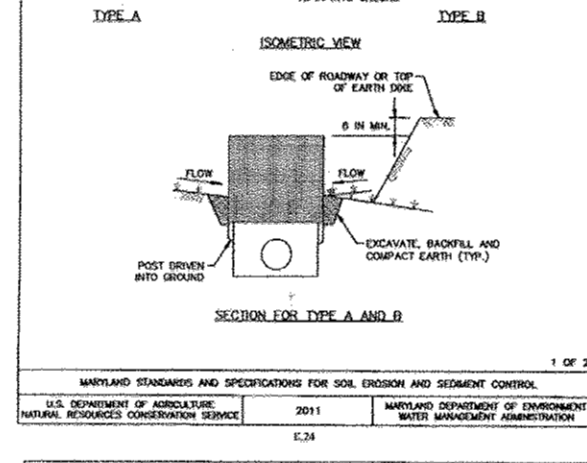 TYPE A
TYPE B
ISOMETRIC VIEW
EDGE OF ROADWAY OR TOP
OF EARTH DIKE
6 IN MIN.
FLOW
FLOW
POST DRIVEN
INTO GROUND
EXCAVATE, BACKFILL AND
COMPACT EARTH (TYP.)
SECTION FOR TYPE A AND B
1 OF 2
MARYLAND STANDARDS AND SPECIFICATIONS FOR SOIL EROSION AND SEDIMENT CONTROL
U.S. DEPARTMENT OF AGRICULTURE
NATURAL RESOURCES CONSERVATION SERVICE
2011
MARYLAND DEPARTMENT OF ENVIRONMENT
WATER MANAGEMENT ADMINISTRATION
E.24